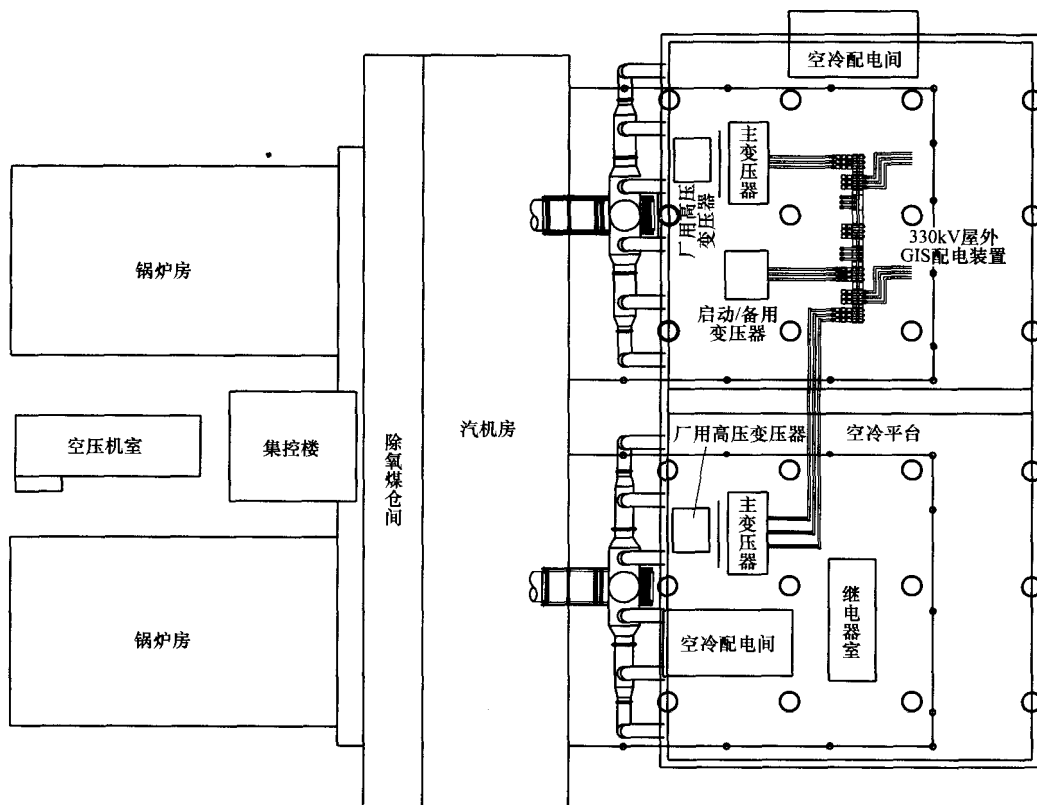 空冷配电间
主变压器
厂用高压
变压器
330kV屋外
GIS配电装置
锅炉房
启动/备用
变压器
空压机室
集控楼
除氧煤仓间
汽机房
厂用高压变压器
空冷平台
主变压器
继电器室
锅炉房
空冷配电间